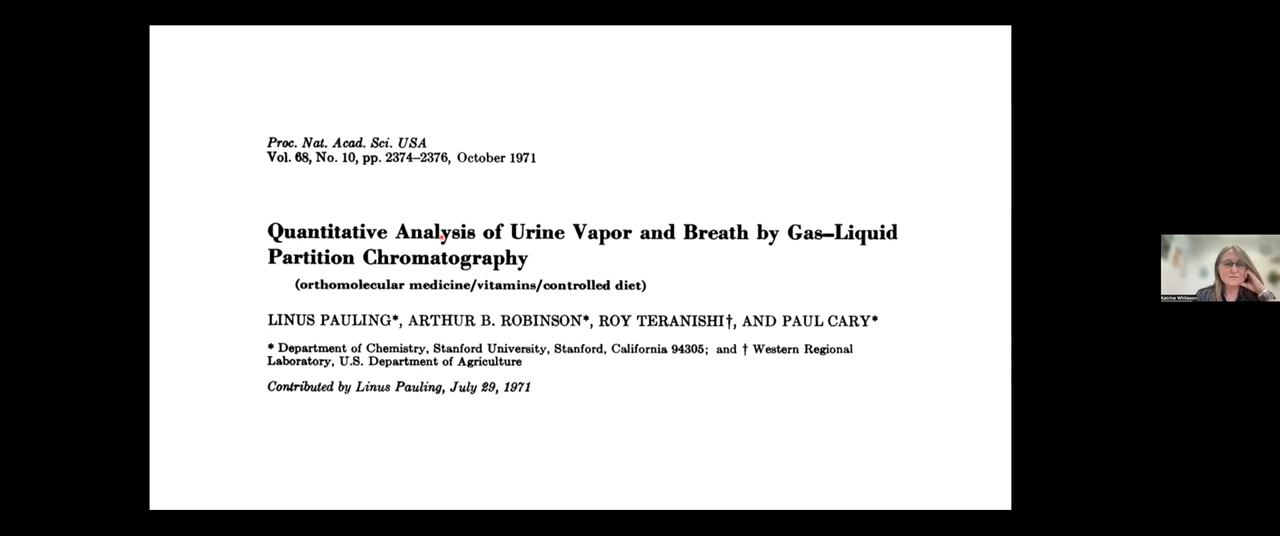 Proc. Nat. Acad. Sci. USA
Vol. 68, No. 10, pp. 2374–2376, October 1971
Quantitative Analysis of Urine Vapor and Breath by Gas–Liquid
Partition Chromatography
(orthomolecular medicine/vitamins/controlled diet)
LINUS PAULING*, ARTHUR B. ROBINSON*, ROY TERANISHI†, AND PAUL CARY*
* Department of Chemistry, Stanford University, Stanford, California 94305; and † Western Regional
Laboratory, U.S. Department of Agriculture
Contributed by Linus Pauling, July 29, 1971
Katrine Whiteson